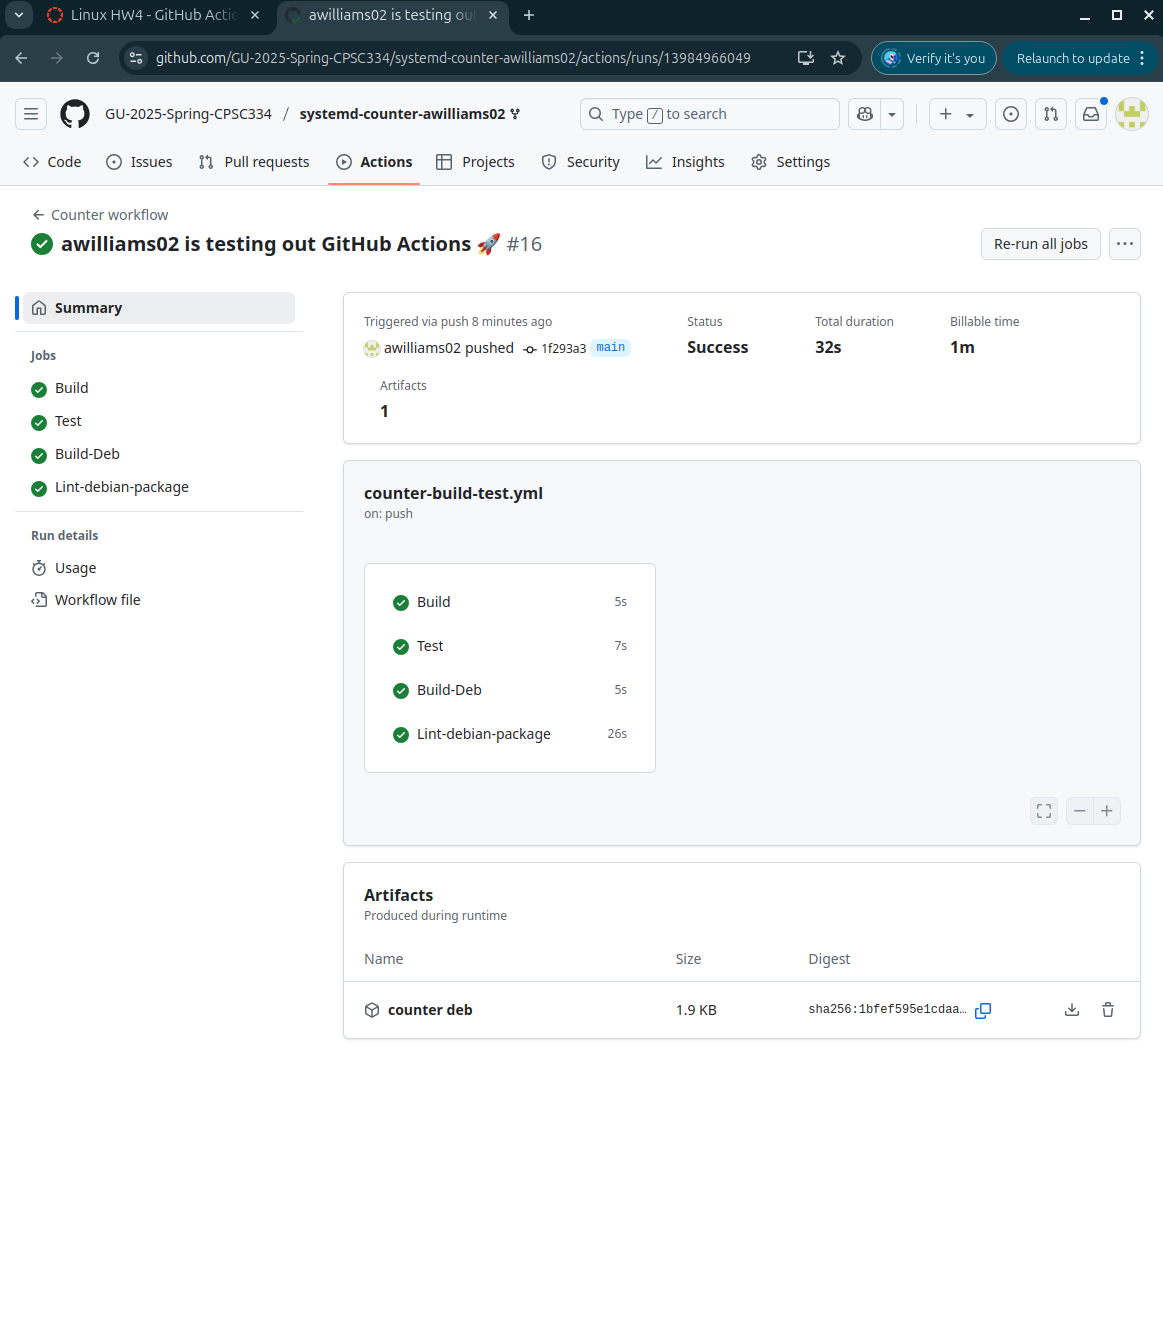 Linux HW4 - GitHub Actic
awilliams02 is testing ou
github.com/GU-2025-Spring-CPSC334/systemd-counter-awilliams02/actions/runs/13984966049
Verify it's you
Relaunch to update
GU-2025-Spring-CPSC334 / systemd-counter-awilliams02
Type / to search
Code
Issues
Pull requests
Actions
Projects
Security
Insights
Settings
Counter workflow
awilliams02 is testing out GitHub Actions 🚀 #16
Re-run all jobs
Summary
Jobs
Build
Test
Build-Deb
Lint-debian-package
Run details
Usage
Workflow file
Triggered via push 8 minutes ago
awilliams02 pushed 1f293a3 main
Status
Success
Total duration
32s
Billable time
1m
Artifacts
1
counter-build-test.yml
on: push
Build 5s
Test 7s
Build-Deb 5s
Lint-debian-package 26s
Artifacts
Produced during runtime
Name Size Digest
counter deb 1.9 KB sha256:1bfef595e1cdaa…